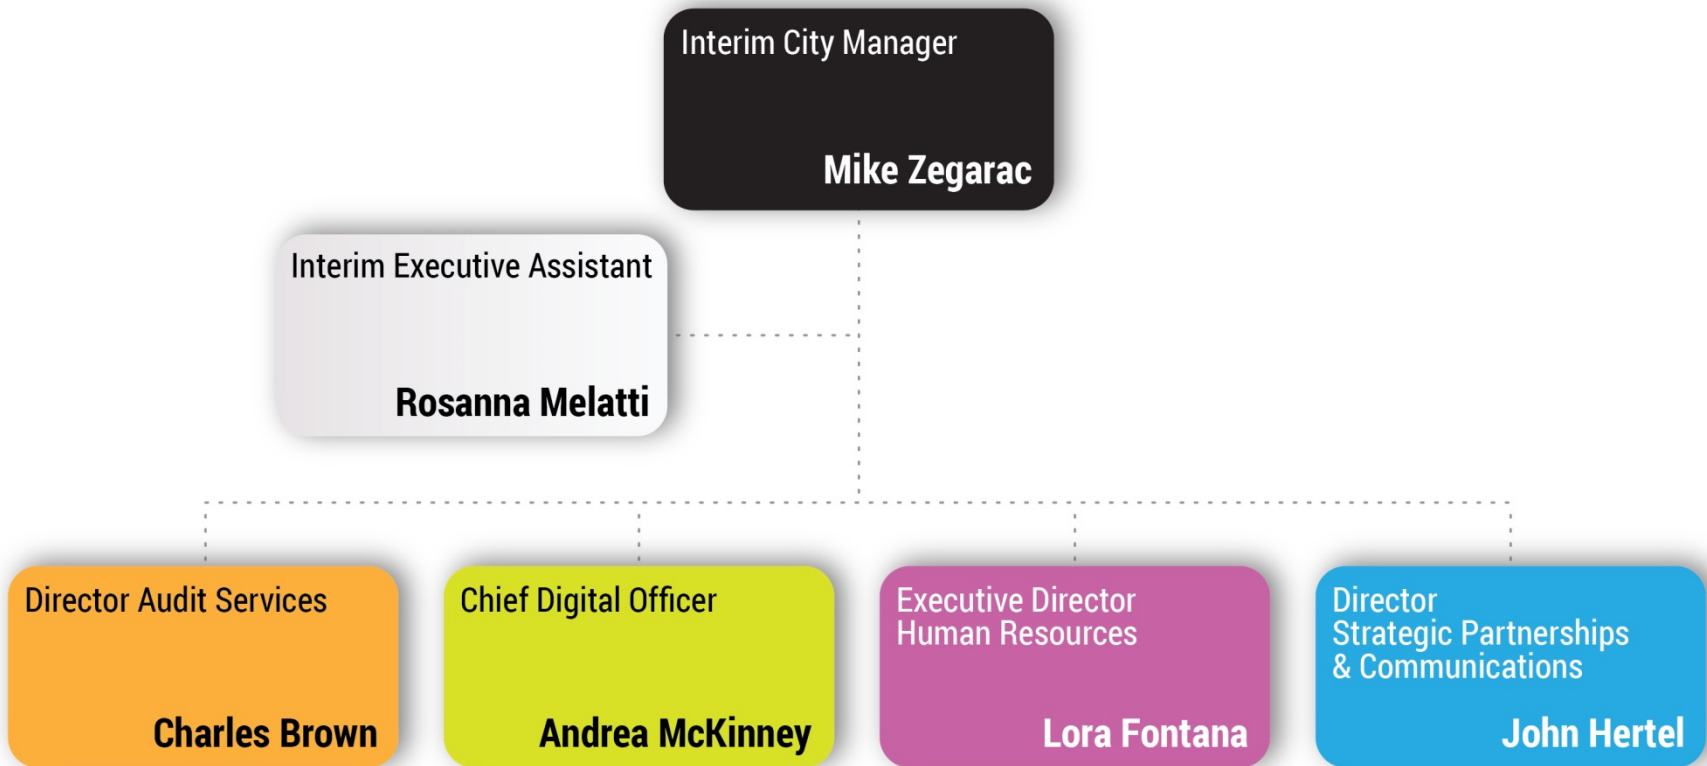 Interim City Manager
Mike Zegarac
Interim Executive Assistant
Rosanna Melatti
Director Audit Services
Charles Brown
Chief Digital Officer
Andrea McKinney
Executive Director
Human Resources
Lora Fontana
Director
Strategic Partnerships
& Communications
John Hertel